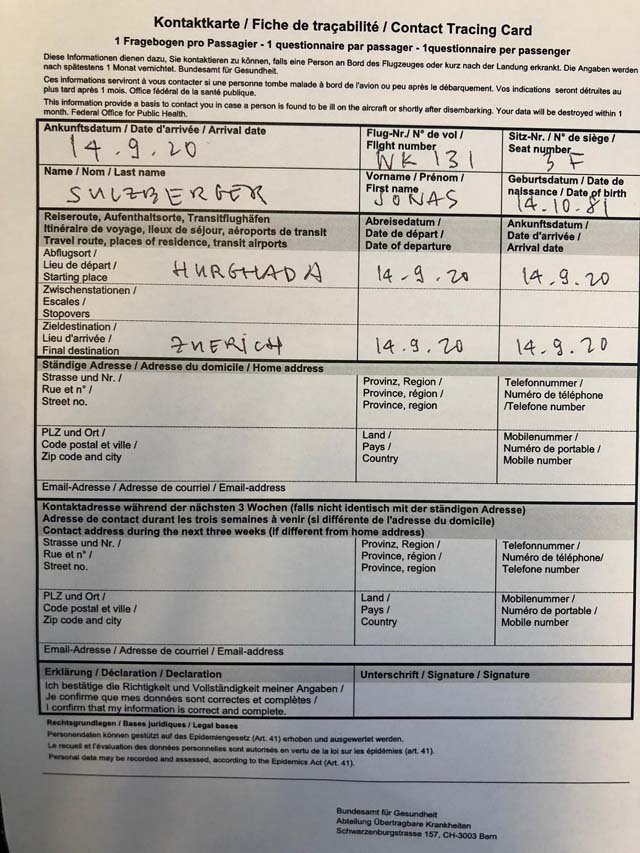 Kontaktkarte / Fiche de traçabilité / Contact Tracing Card
1 Fragebogen pro Passagier - 1 questionnaire par passager - 1questionnaire per passenger
Diese Informationen dienen dazu, Sie kontaktieren zu können, falls eine Person an Bord des Flugzeuges oder kurz nach der Landung erkrankt. Die Angaben werden
nach spätestens 1 Monat vernichtet. Bundesamt für Gesundheit.
Ces informations serviront à vous contacter si une personne tombe malade à bord de l'avion ou peu après le débarquement. Vos indications seront détruites au
plus tard après 1 mois. Office fédéral de la santé publique.
This information provide a basis to contact you in case a person is found to be ill on the aircraft or shortly after disembarking. Your data will be destroyed within 1
month. Federal Office for Public Health.
Ankunftsdatum / Date d'arrivée / Arrival date
14.9.20
Flug-Nr./ N° de vol /
Flight number
WK 131
Sitz-Nr. / N° de siège /
Seat number
3F
Name / Nom / Last name
SULZBERGER
Vorname / Prénom /
First name
JONAS
Geburtsdatum / Date de
naissance / Date of birth
14.10.81
Reiseroute, Aufenthaltsorte, Transitflughäfen
Itinéraire de voyage, lieux de séjour, aéroports de transit
Travel route, places of residence, transit airports
Abreisedatum /
Date de départ /
Date of departure
Ankunftsdatum /
Date d'arrivée /
Arrival date
Abflugsort /
Lieu de départ /
Starting place
HURGHADA
14.9.20
14.9.20
Zwischenstationen /
Escales /
Stopovers
Zieldestination /
Lieu d'arrivée /
Final destination
ZUERICH
14.9.20
14.9.20
Ständige Adresse / Adresse du domicile / Home address
Strasse und Nr. /
Rue et n° /
Street no.
Provinz, Region /
Province, région /
Province, region
Telefonnummer /
Numéro de téléphone
/Telefone number
PLZ und Ort /
Code postal et ville /
Zip code and city
Land /
Pays /
Country
Mobilenummer /
Numéro de portable /
Mobile number
Email-Adresse / Adresse de courriel / Email-address
Kontaktadresse während der nächsten 3 Wochen (falls nicht identisch mit der ständigen Adresse)
Adresse de contact durant les trois semaines à venir (si différente de l'adresse du domicile)
Contact address during the next three weeks (if different from home address)
Strasse und Nr. /
Rue et n° /
Street no.
Provinz, Region /
Province, région /
Province, region
Telefonnummer /
Numéro de téléphone/
Telefone number
PLZ und Ort /
Code postal et ville /
Zip code and city
Land /
Pays /
Country
Mobilenummer /
Numéro de portable /
Mobile number
Email-Adresse / Adresse de courriel / Email-address
Erklärung / Déclaration / Declaration
Unterschrift / Signature / Signature
Ich bestätige die Richtigkeit und Vollständigkeit meiner Angaben /
Je confirme que mes données sont correctes et complètes /
I confirm that my information is correct and complete.
Rechtsgrundlagen / Bases juridiques / Legal bases
Personendaten können gestützt auf das Epidemiengesetz (Art. 41) erhoben und ausgewertet werden.
Le recueil et l'évaluation des données personnelles sont autorisés en vertu de la loi sur les épidémies (art. 41).
Personal data may be recorded and assessed, according to the Epidemics Act (Art. 41).
Bundesamt für Gesundheit
Abteilung Übertragbare Krankheiten
Schwarzenburgstrasse 157, CH-3003 Bern